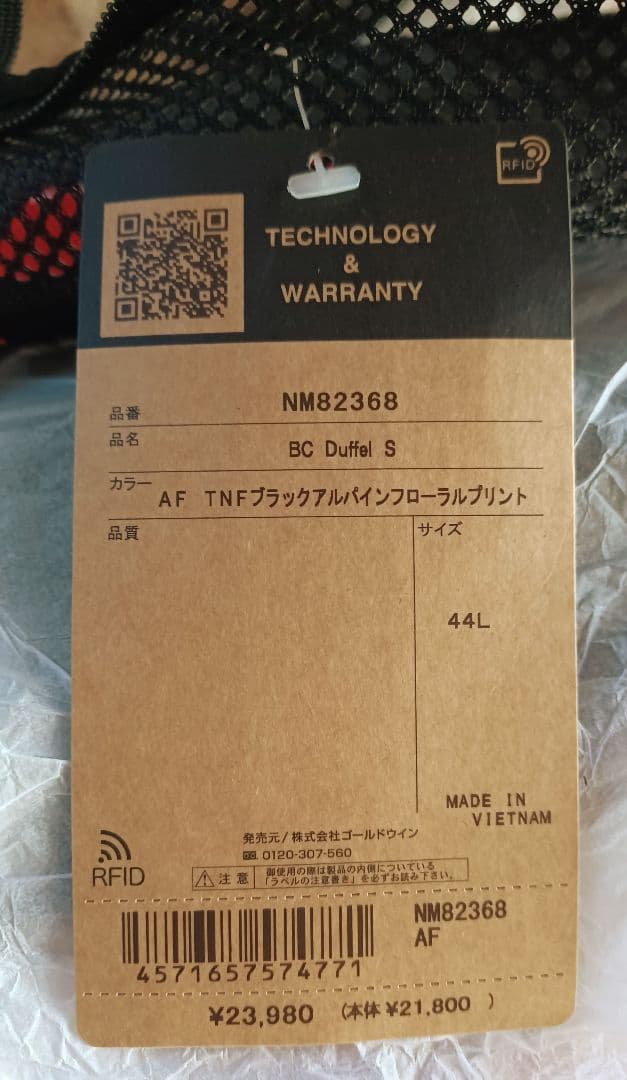 RFID
TECHNOLOGY
&
WARRANTY
品番 NM82368
品名 BC Duffel S
カラー AF TNFブラックアルパインフローラルプリント
品質
サイズ
44L
MADE IN
VIETNAM
発売元/株式会社ゴールドウイン
0120-307-560
RFID
注意 御使用の際は製品の内側についている
「ラベルの注意書き」を必ずお読み下さい。
NM82368
AF
4571657574771
¥23,980 (本体 ¥21,800 )